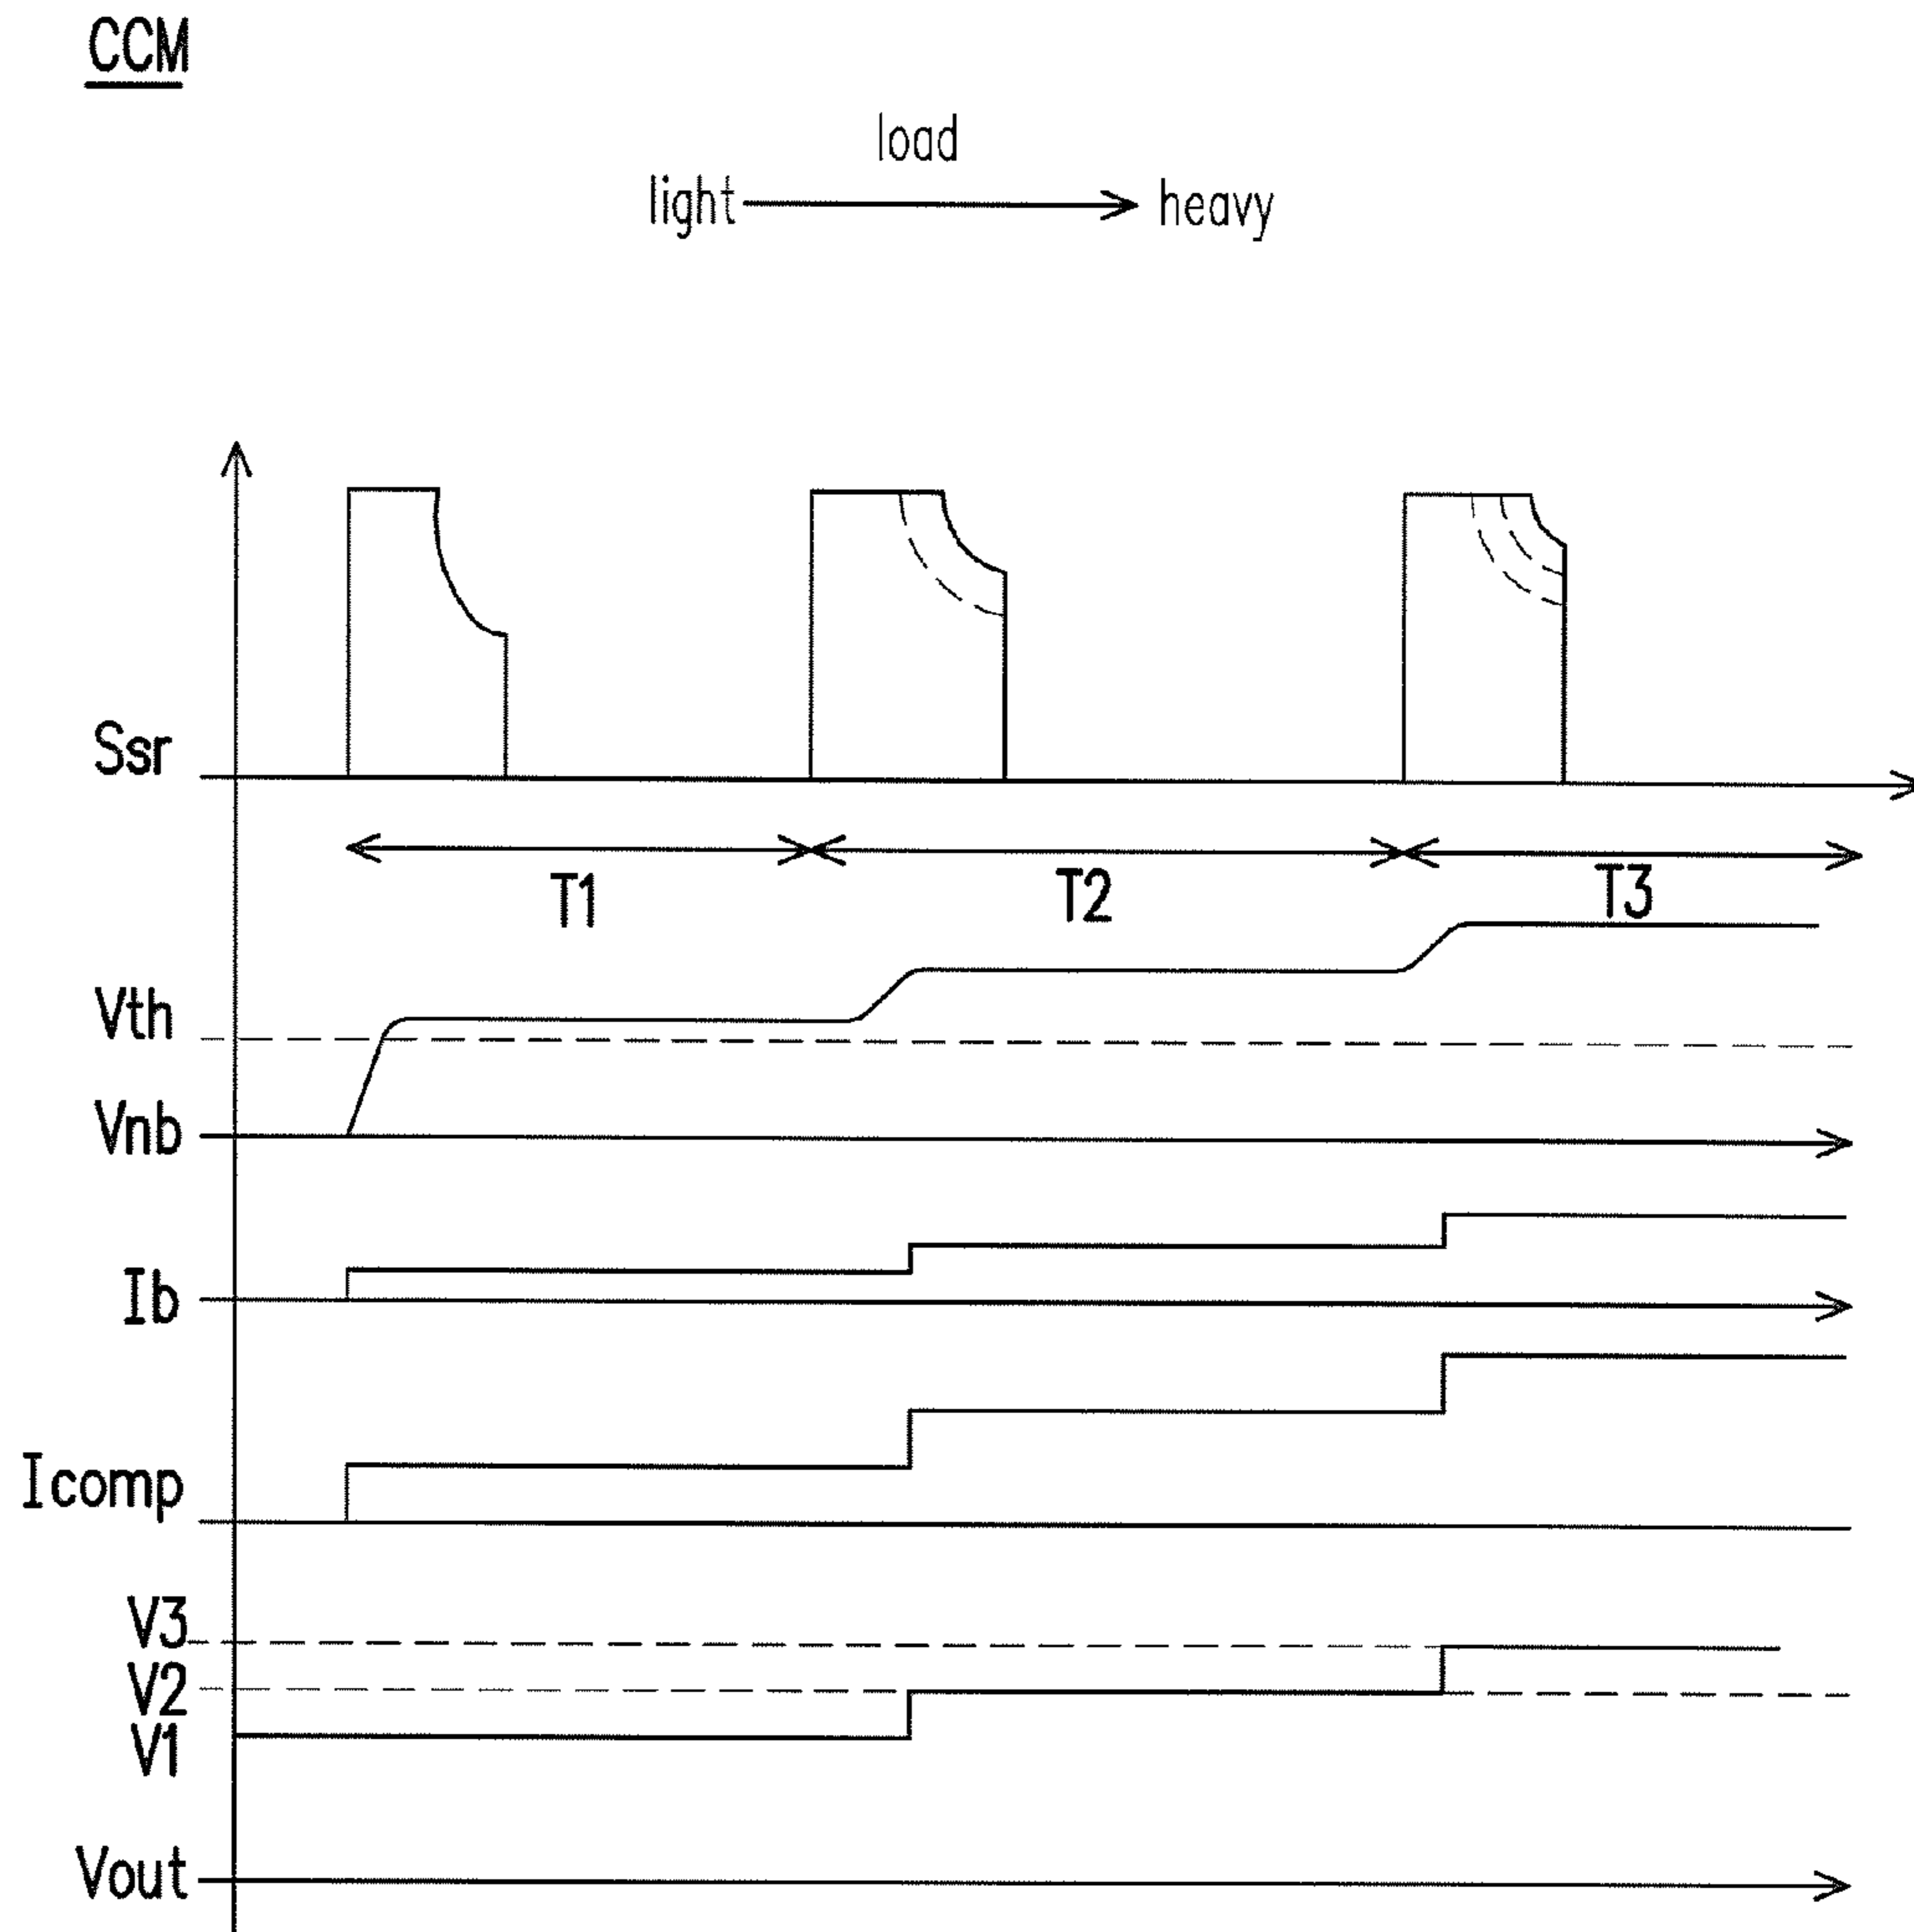 CCM
load
light heavy
Ssr
T1 T2 T3
Vth
Vnb
Ib
Icomp
V3
V2
V1
Vout